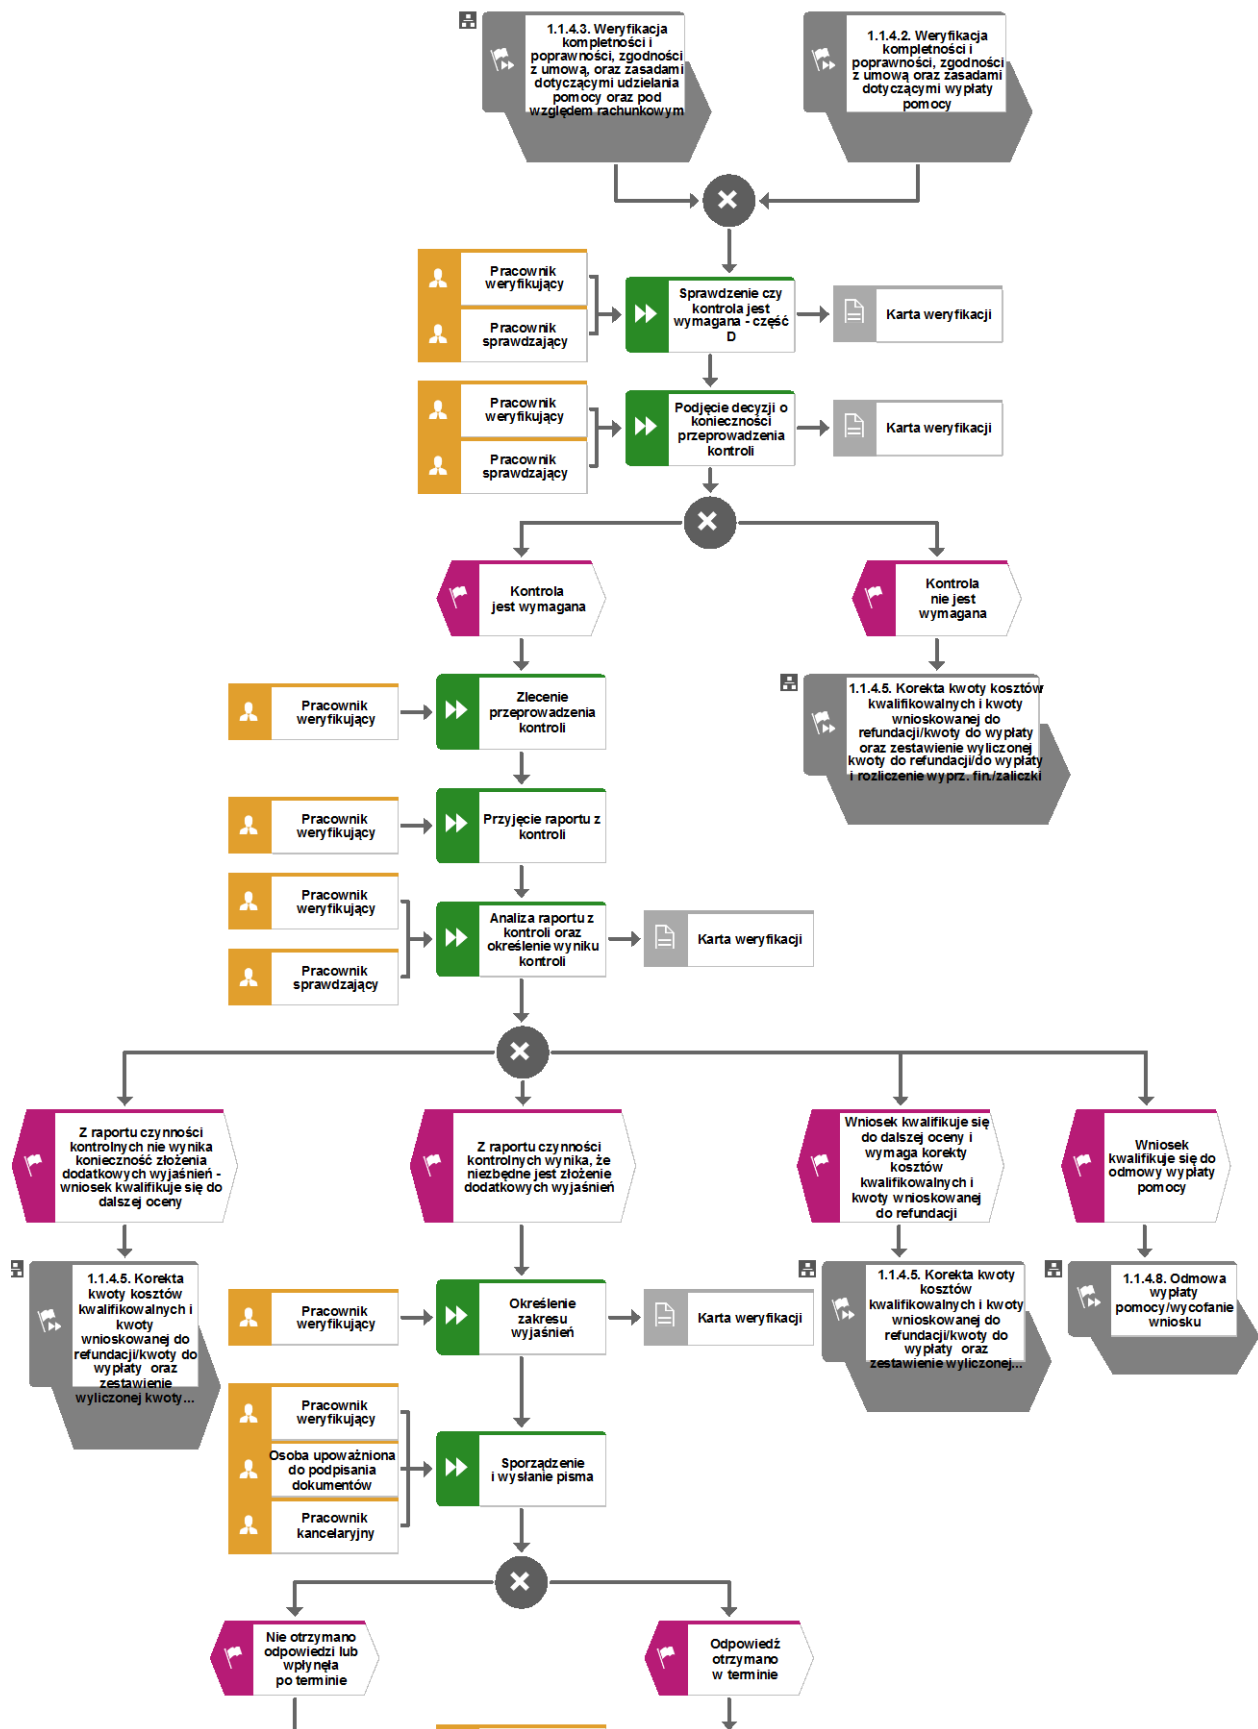 1.1.4.3. Weryfikacja
kompletności i
poprawności, zgodności
z umową, oraz zasadami
dotyczącymi udzielania
pomocy oraz pod
względem rachunkowym
1.1.4.2. Weryfikacja
kompletności i
poprawności, zgodności
z umową oraz zasadami
dotyczącymi wypłaty
pomocy
Pracownik
weryfikujący
Pracownik
sprawdzający
Sprawdzenie czy
kontrola jest
wymagana - część
D
Karta weryfikacji
Pracownik
weryfikujący
Pracownik
sprawdzający
Podjęcie decyzji o
konieczności
przeprowadzenia
kontroli
Karta weryfikacji
Kontrola
jest wymagana
Kontrola
nie jest
wymagana
Pracownik
weryfikujący
Zlecenie
przeprowadzenia
kontroli
1.1.4.5. Korekta kwoty kosztów
kwalifikowalnych i kwoty
wnioskowanej do
refundacji/kwoty do wypłaty
oraz zestawienie wyliczonej
kwoty do refundacji/do wypłaty
i rozliczenie wyprz. fin./zaliczki
Pracownik
weryfikujący
Przyjęcie raportu z
kontroli
Pracownik
weryfikujący
Pracownik
sprawdzający
Analiza raportu z
kontroli oraz
określenie wyniku
kontroli
Karta weryfikacji
Z raportu czynności
kontrolnych nie wynika
konieczność złożenia
dodatkowych wyjaśnień -
wniosek kwalifikuje się do
dalszej oceny
Z raportu czynności
kontrolnych wynika, że
niezbędne jest złożenie
dodatkowych wyjaśnień
Wniosek kwalifikuje się
do dalszej oceny i
wymaga korekty
kosztów
kwalifikowalnych i
kwoty wnioskowanej
do refundacji
Wniosek
kwalifikuje się do
odmowy wypłaty
pomocy
1.1.4.5. Korekta
kwoty kosztów
kwalifikowalnych i
kwoty
wnioskowanej do
refundacji/kwoty do
wypłaty oraz
zestawienie
wyliczonej kwoty...
Pracownik
weryfikujący
Określenie
zakresu
wyjaśnień
Karta weryfikacji
1.1.4.5. Korekta kwoty
kosztów
kwalifikowalnych i kwoty
wnioskowanej do
refundacji/kwoty do
wypłaty oraz
zestawienie wyliczonej...
1.1.4.8. Odmowa
wypłaty
pomocy/wycofanie
wniosku
Pracownik
weryfikujący
Osoba upoważniona
do podpisania
dokumentów
Pracownik
kancelaryjny
Sporządzenie
i wysłanie pisma
Nie otrzymano
odpowiedzi lub
wpłynęła
po terminie
Odpowiedź
otrzymano
w terminie